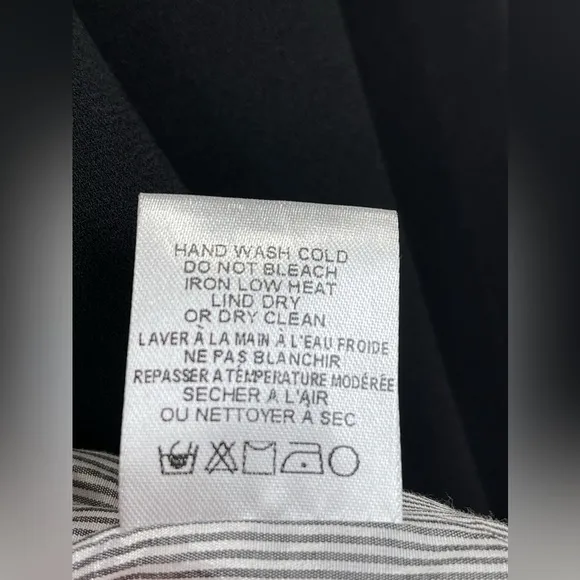 HAND WASH COLD
DO NOT BLEACH
IRON LOW HEAT
LIND DRY
OR DRY CLEAN
LAVER À LA MAIN À L'EAU FROIDE
NE PAS BLANCHIR
REPASSER A TÉMPERATURE MODÉRÉE
SECHER À L'AIR
OU NETTOYER À SEC